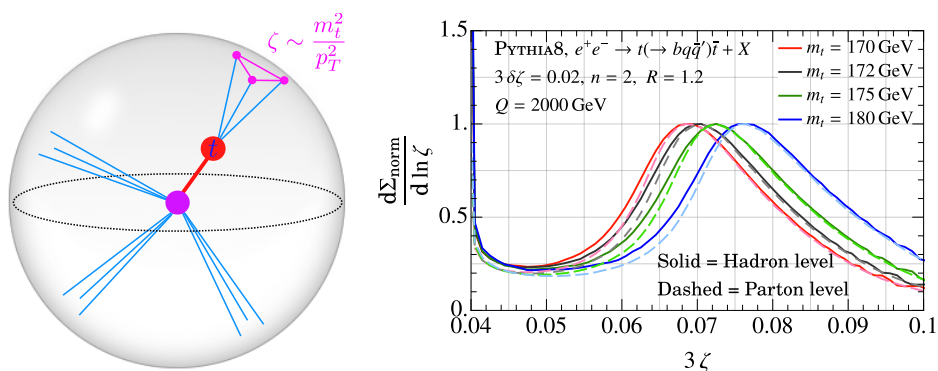 ζ ~ m_t^2 / p_T^2
t
1.5
1.
0.5
0.
dΣ_norm / d ln ζ
PYTHIA8, e⁺e⁻ → t(→ bqq̄′)t̄ + X
3 δζ = 0.02, n = 2, R = 1.2
Q = 2000 GeV
m_t = 170 GeV
m_t = 172 GeV
m_t = 175 GeV
m_t = 180 GeV
Solid = Hadron level
Dashed = Parton level
0.04 0.05 0.06 0.07 0.08 0.09 0.1
3 ζ